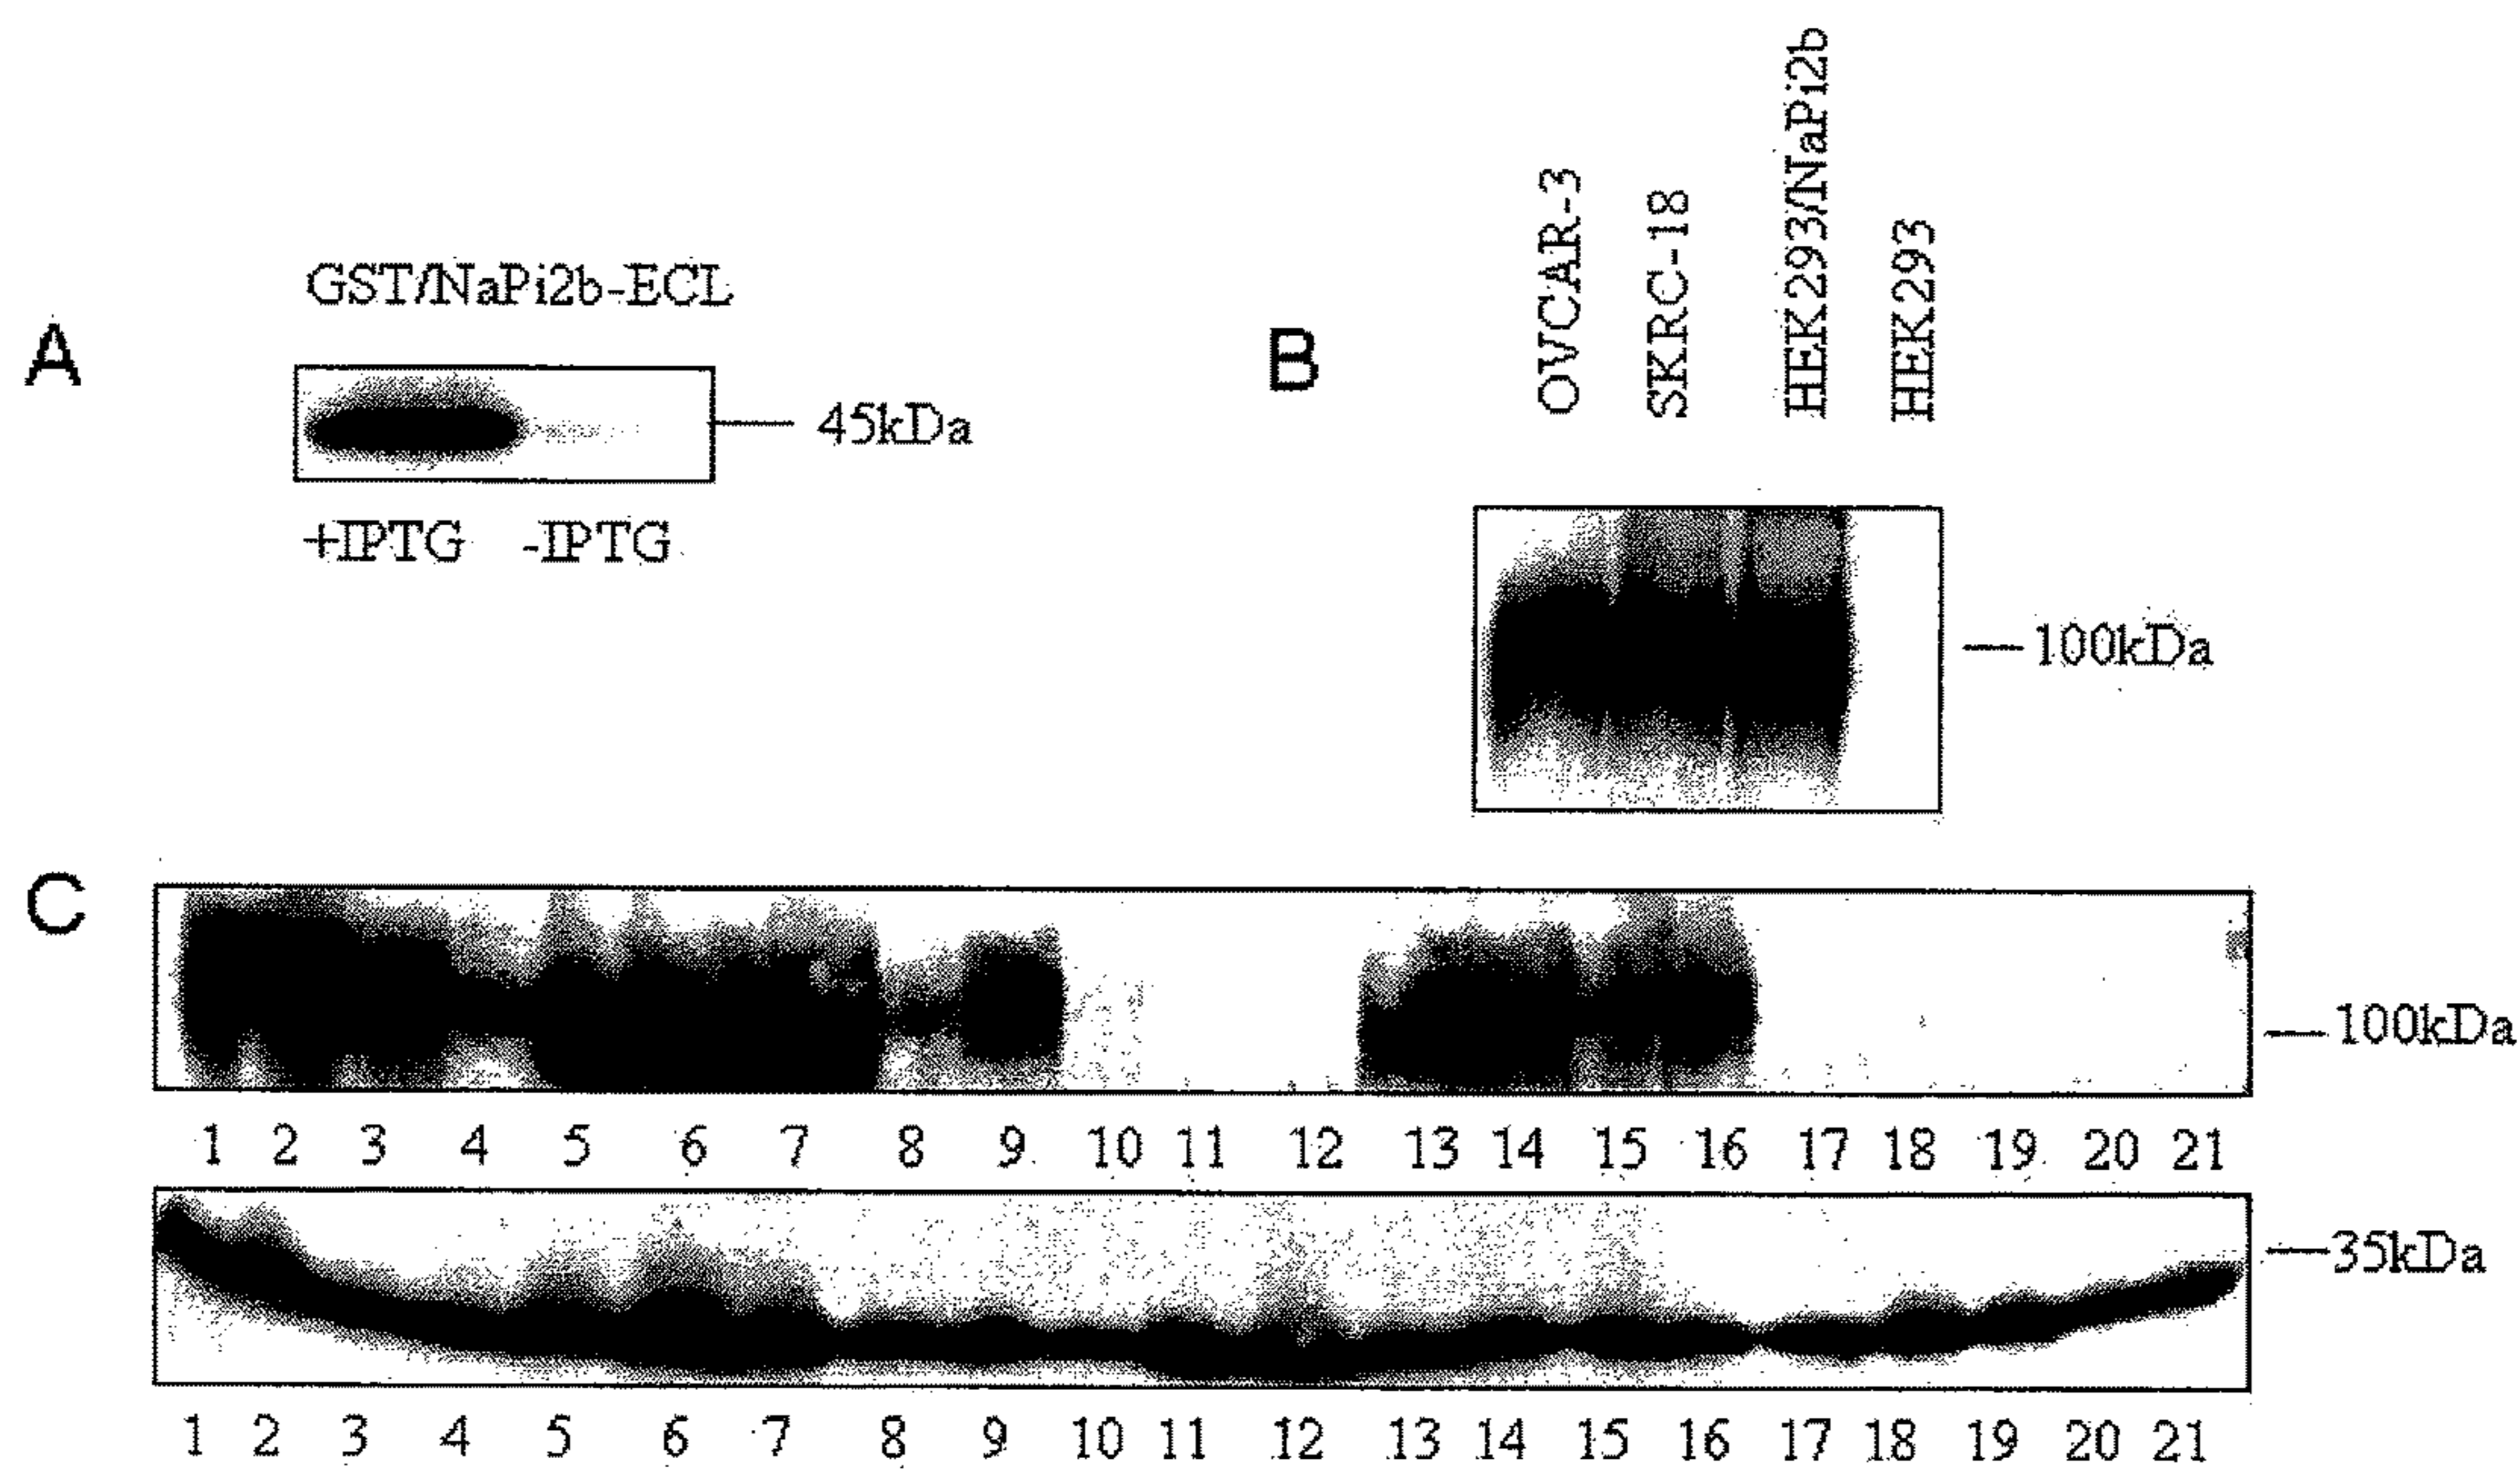 A
GST/NaPi2b-ECL
45kDa
+IPTG -IPTG
B
OVCAR-3
SKRC-18
HEK293/NaPi2b
HEK293
100kDa
C
100kDa
1 2 3 4 5 6 7 8 9 10 11 12 13 14 15 16 17 18 19 20 21
35kDa
1 2 3 4 5 6 7 8 9 10 11 12 13 14 15 16 17 18 19 20 21